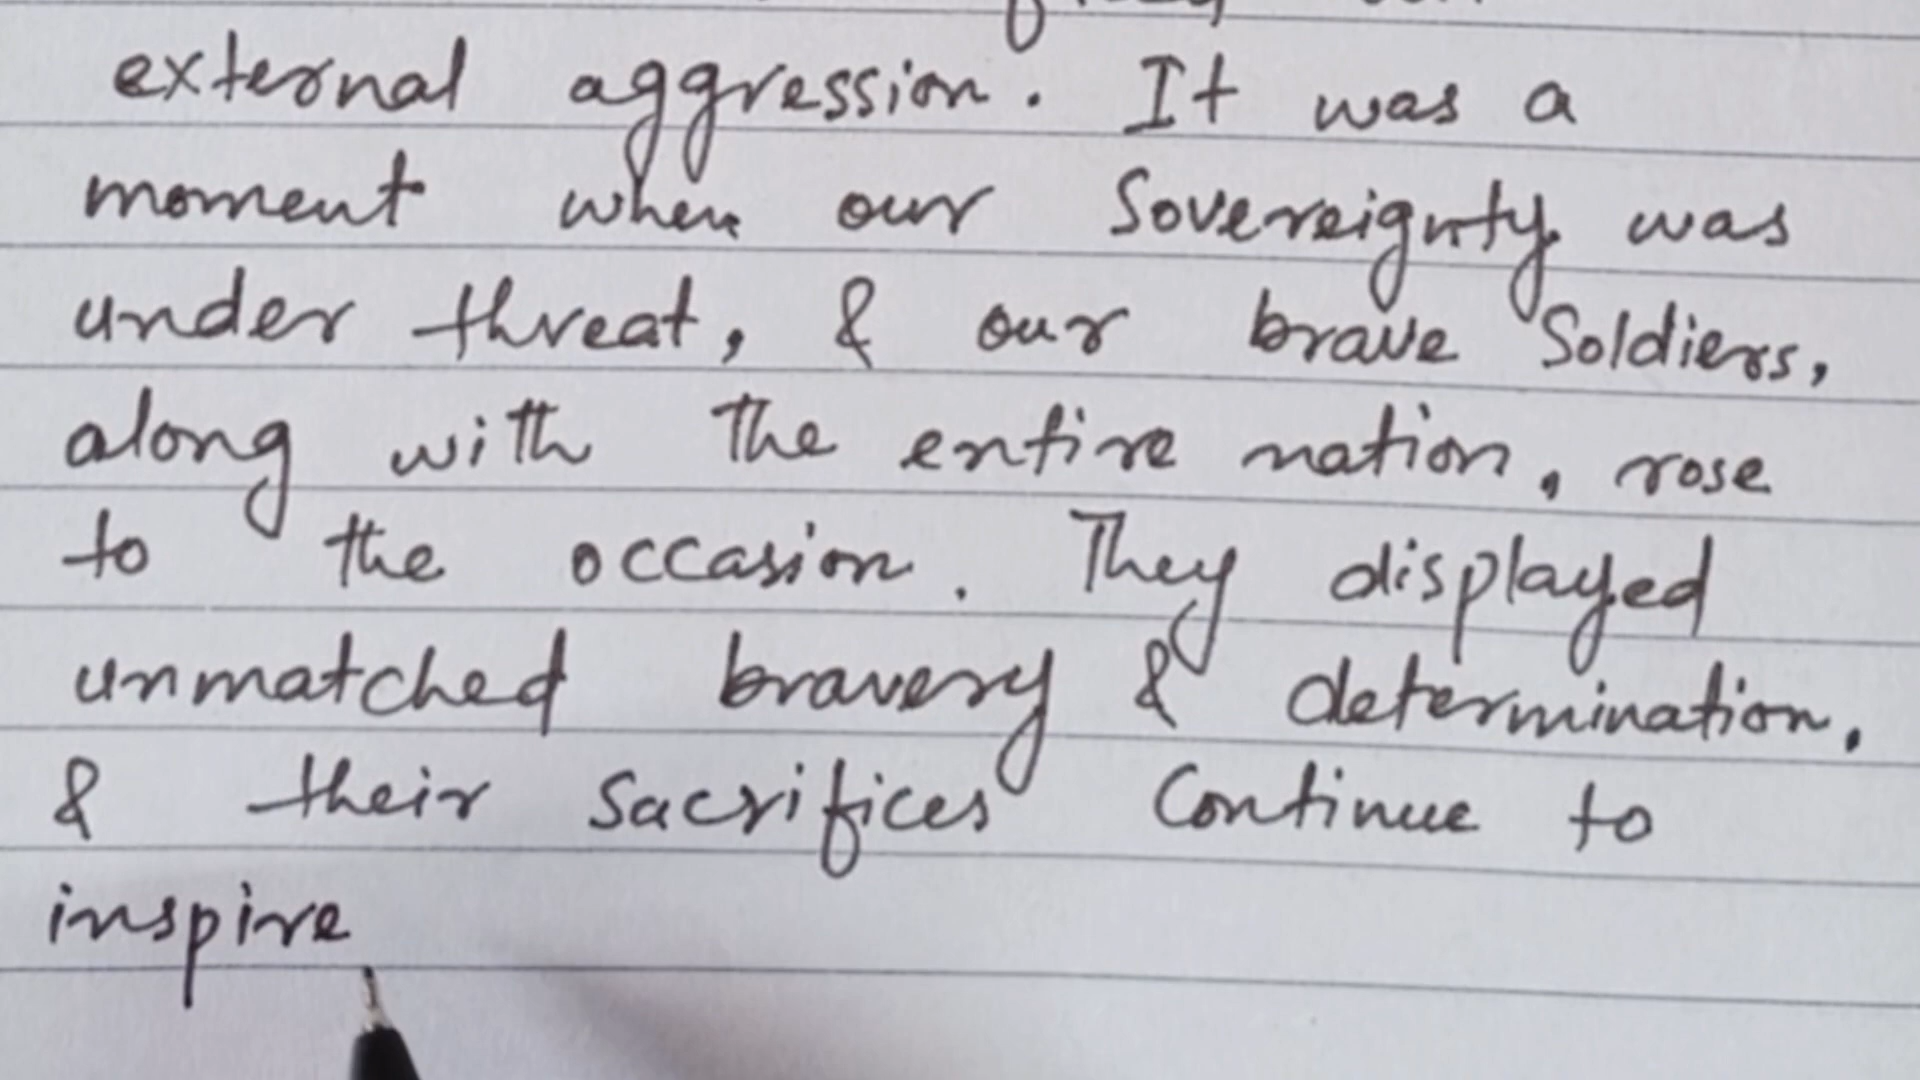 external aggression. It was a
moment when our Sovereignty was
under threat, & our brave Soldiers,
along with the entire nation, rose
to the occasion. They displayed
unmatched bravery & determination,
& their Sacrifices Continue to
inspire